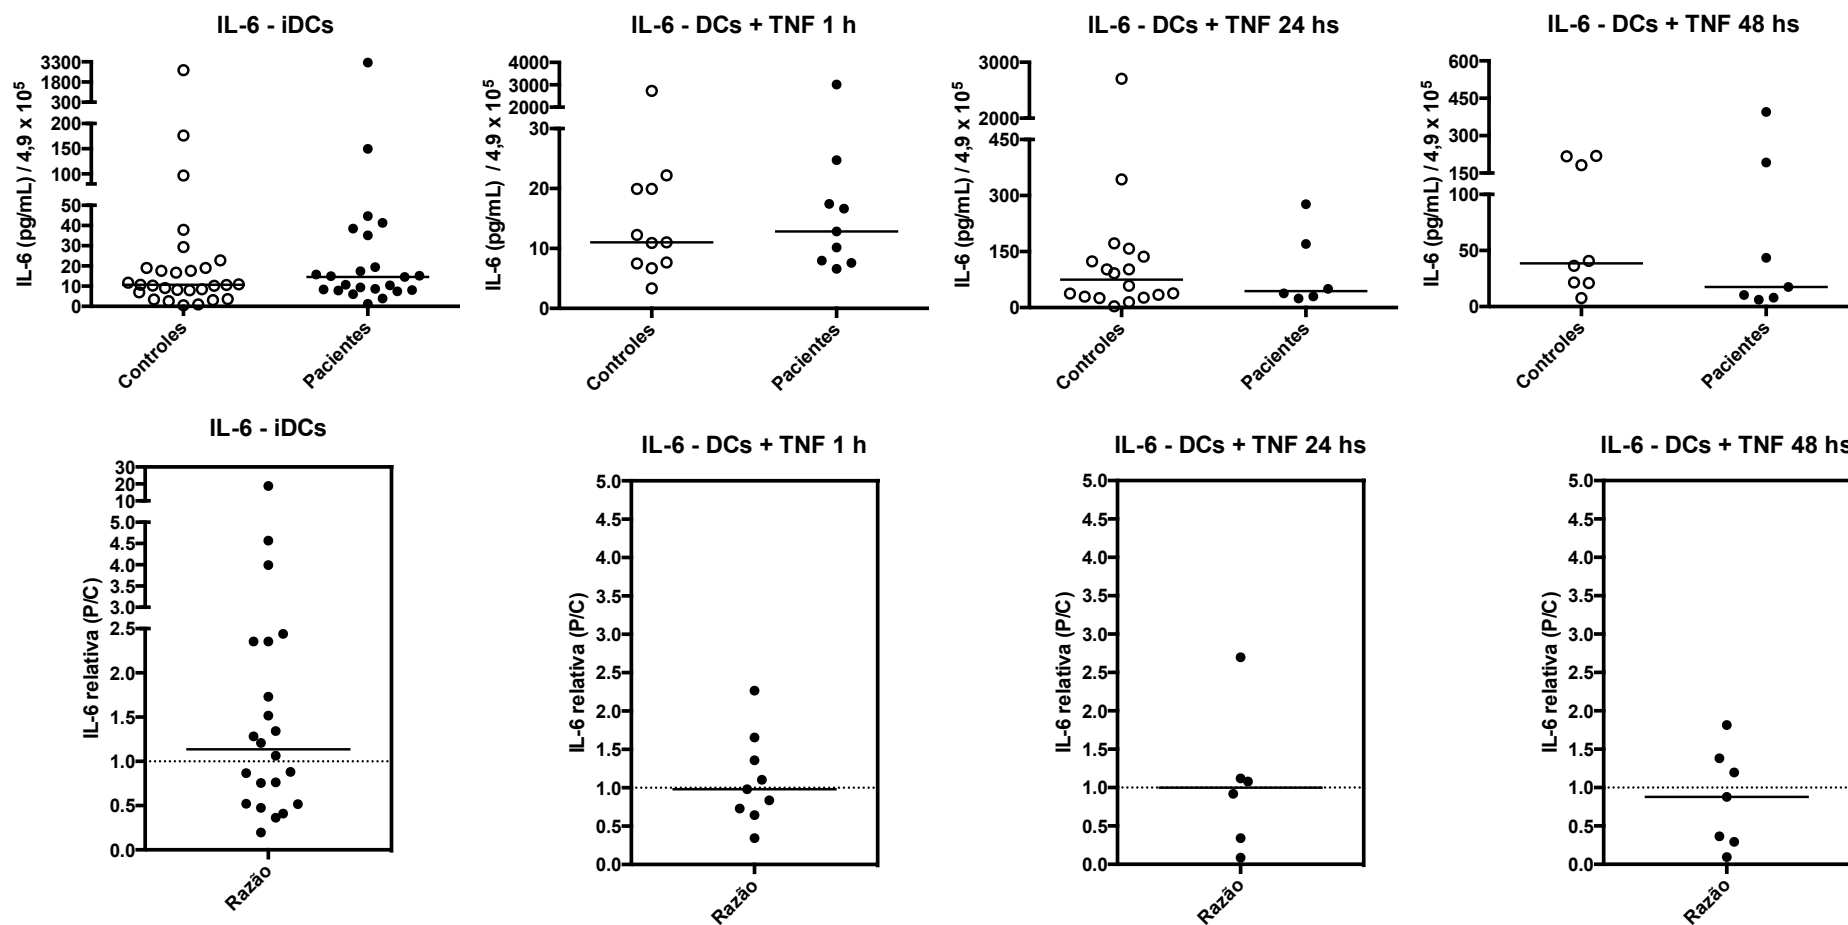 IL-6 - iDCs
IL-6 (pg/mL) / 4,9 x 10⁵
3300
1800
300
200
150
100
50
40
30
20
10
0
Controles
Pacientes
IL-6 - DCs + TNF 1 h
IL-6 (pg/mL) / 4,9 x 10⁵
4000
3000
2000
30
20
10
0
Controles
Pacientes
IL-6 - DCs + TNF 24 hs
IL-6 (pg/mL) / 4,9 x 10⁵
3000
2000
450
300
150
0
Controles
Pacientes
IL-6 - DCs + TNF 48 hs
IL-6 (pg/mL) / 4,9 x 10⁵
600
450
300
150
100
50
0
Controles
Pacientes
IL-6 - iDCs
IL-6 relativa (P/C)
30
20
10
5.0
4.5
4.0
3.5
3.0
2.5
2.0
1.5
1.0
0.5
0.0
Razão
IL-6 - DCs + TNF 1 h
IL-6 relativa (P/C)
5.0
4.5
4.0
3.5
3.0
2.5
2.0
1.5
1.0
0.5
0.0
Razão
IL-6 - DCs + TNF 24 hs
IL-6 relativa (P/C)
5.0
4.5
4.0
3.5
3.0
2.5
2.0
1.5
1.0
0.5
0.0
Razão
IL-6 - DCs + TNF 48 hs
IL-6 relativa (P/C)
5.0
4.5
4.0
3.5
3.0
2.5
2.0
1.5
1.0
0.5
0.0
Razão